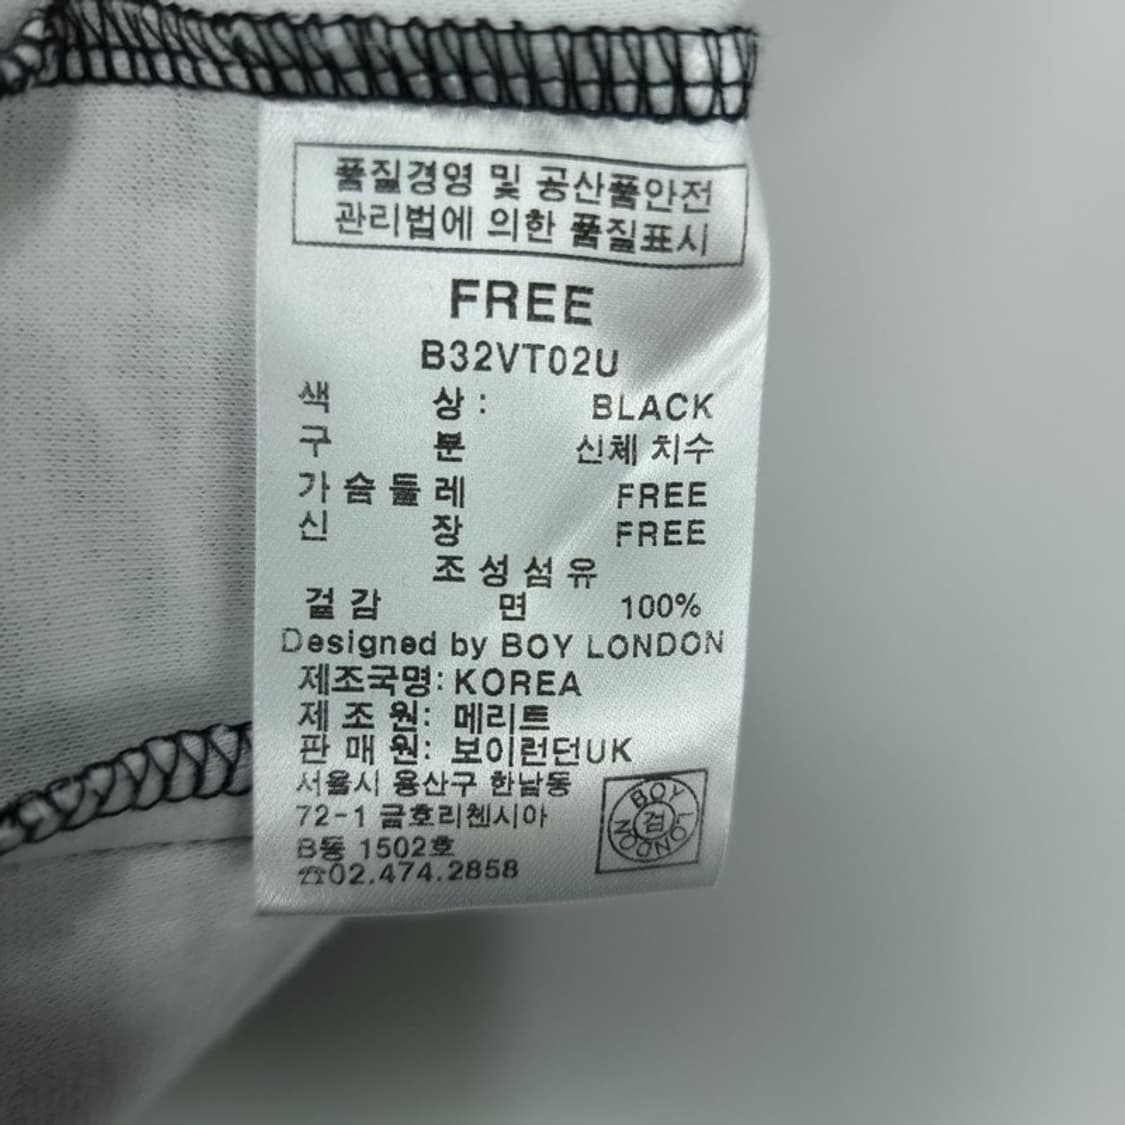 품질경영 및 공산품안전
관리법에 의한 품질표시
FREE
B32VT02U
색 상: BLACK
구 분 신체 치수
가 슴 둘 레 FREE
신 장 FREE
조 성 섬 유
겉 감 면 100%
Designed by BOY LONDON
제조국명: KOREA
제 조 원: 메리트
판 매 원: 보이런던UK
서울시 용산구 한남동
72-1 금호리첸시아
B동 1502호
☎02.474.2858
BOY
검
LONDON